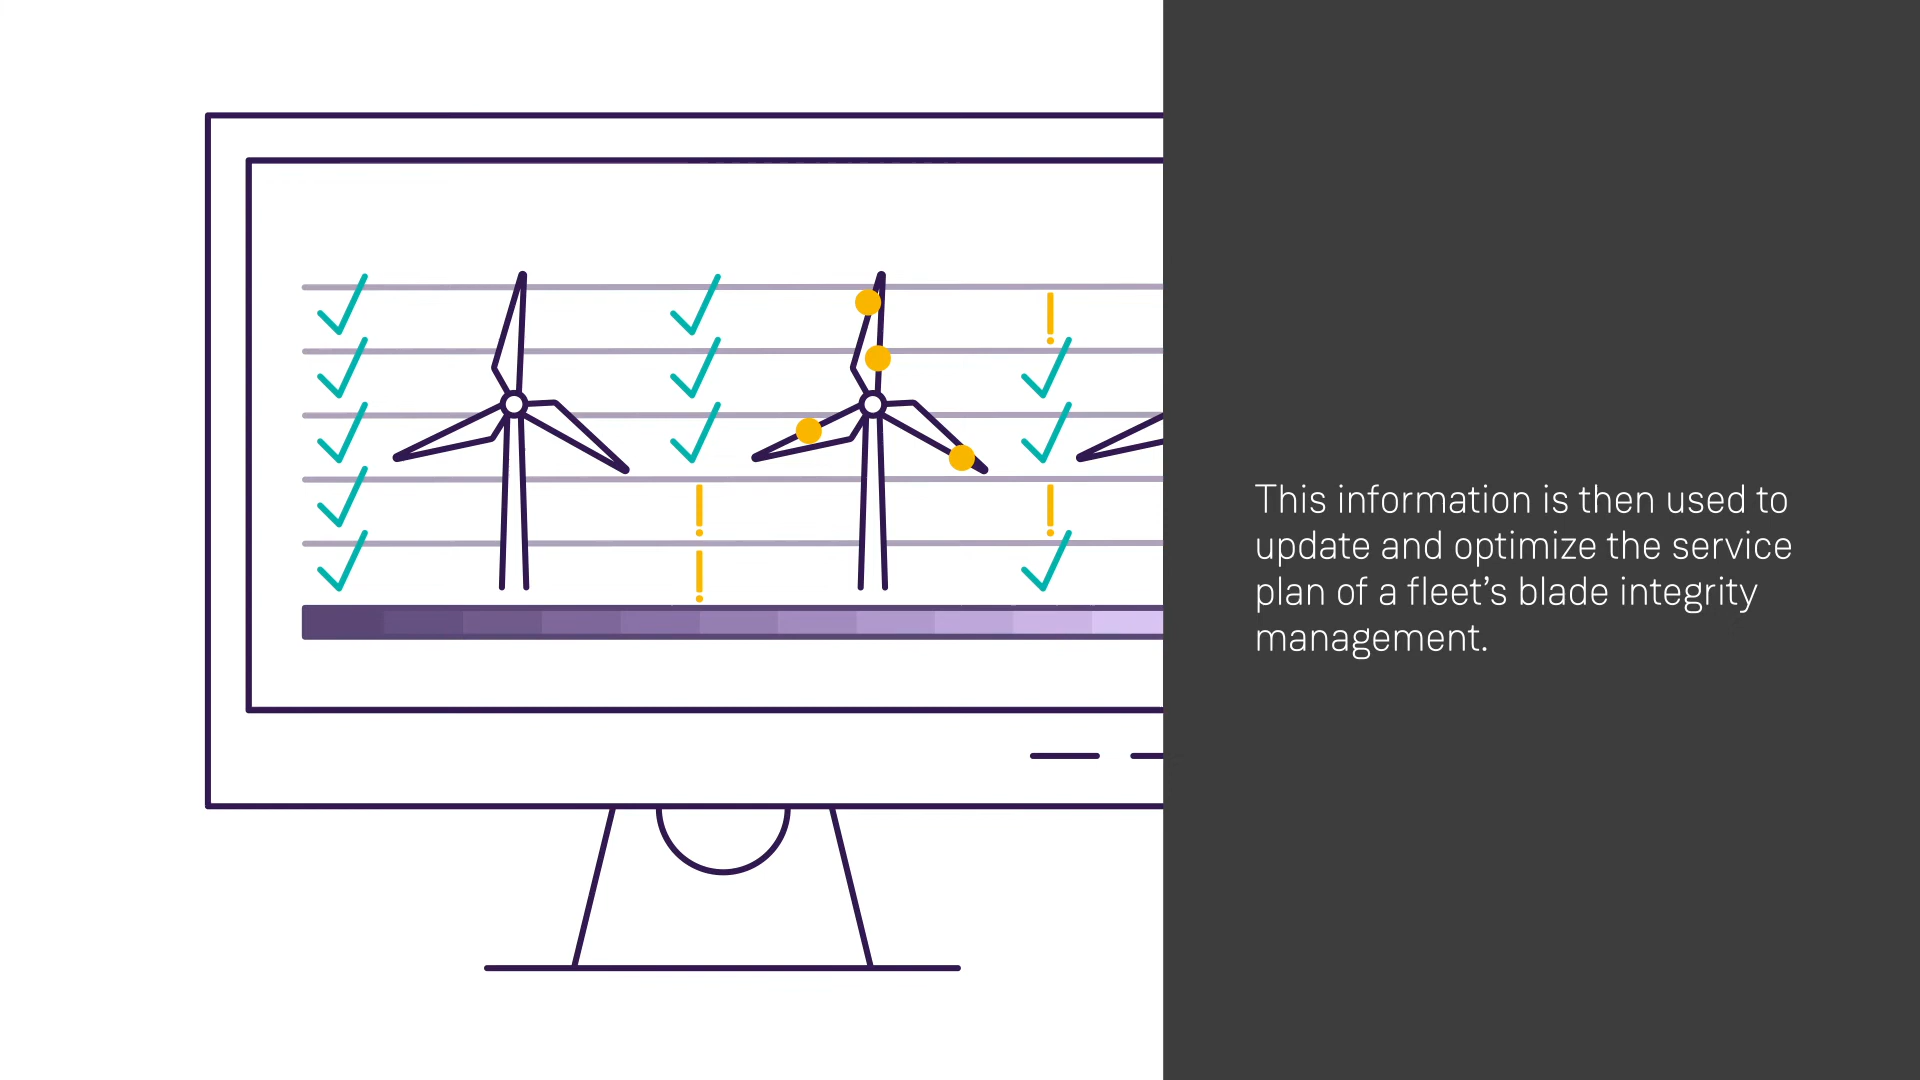 This information is then used to
update and optimize the service
plan of a fleet’s blade integrity
management.